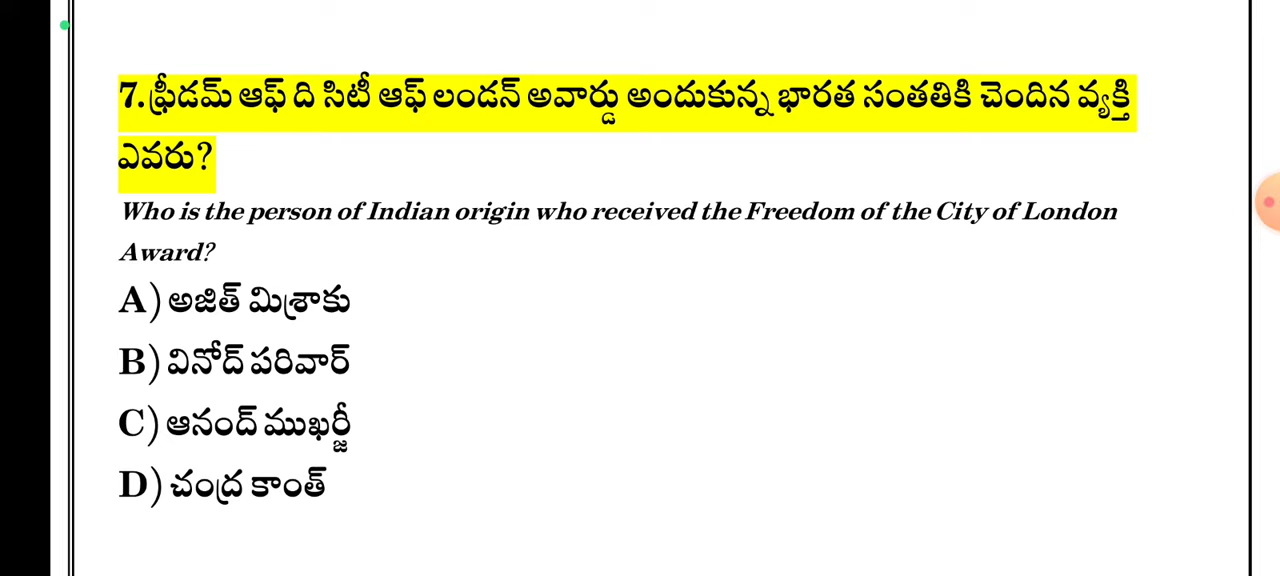 7.ఫ్రీడమ్ ఆఫ్ ది సిటీ ఆఫ్ లండన్ అవార్డు అందుకున్న భారత సంతతికి చెందిన వ్యక్తి
ఎవరు?
Who is the person of Indian origin who received the Freedom of the City of London
Award?
A) అజిత్ మిశ్రాకు
B) వినోద్ పరివార్
C) ఆనంద్ ముఖర్జీ
D) చంద్ర కాంత్